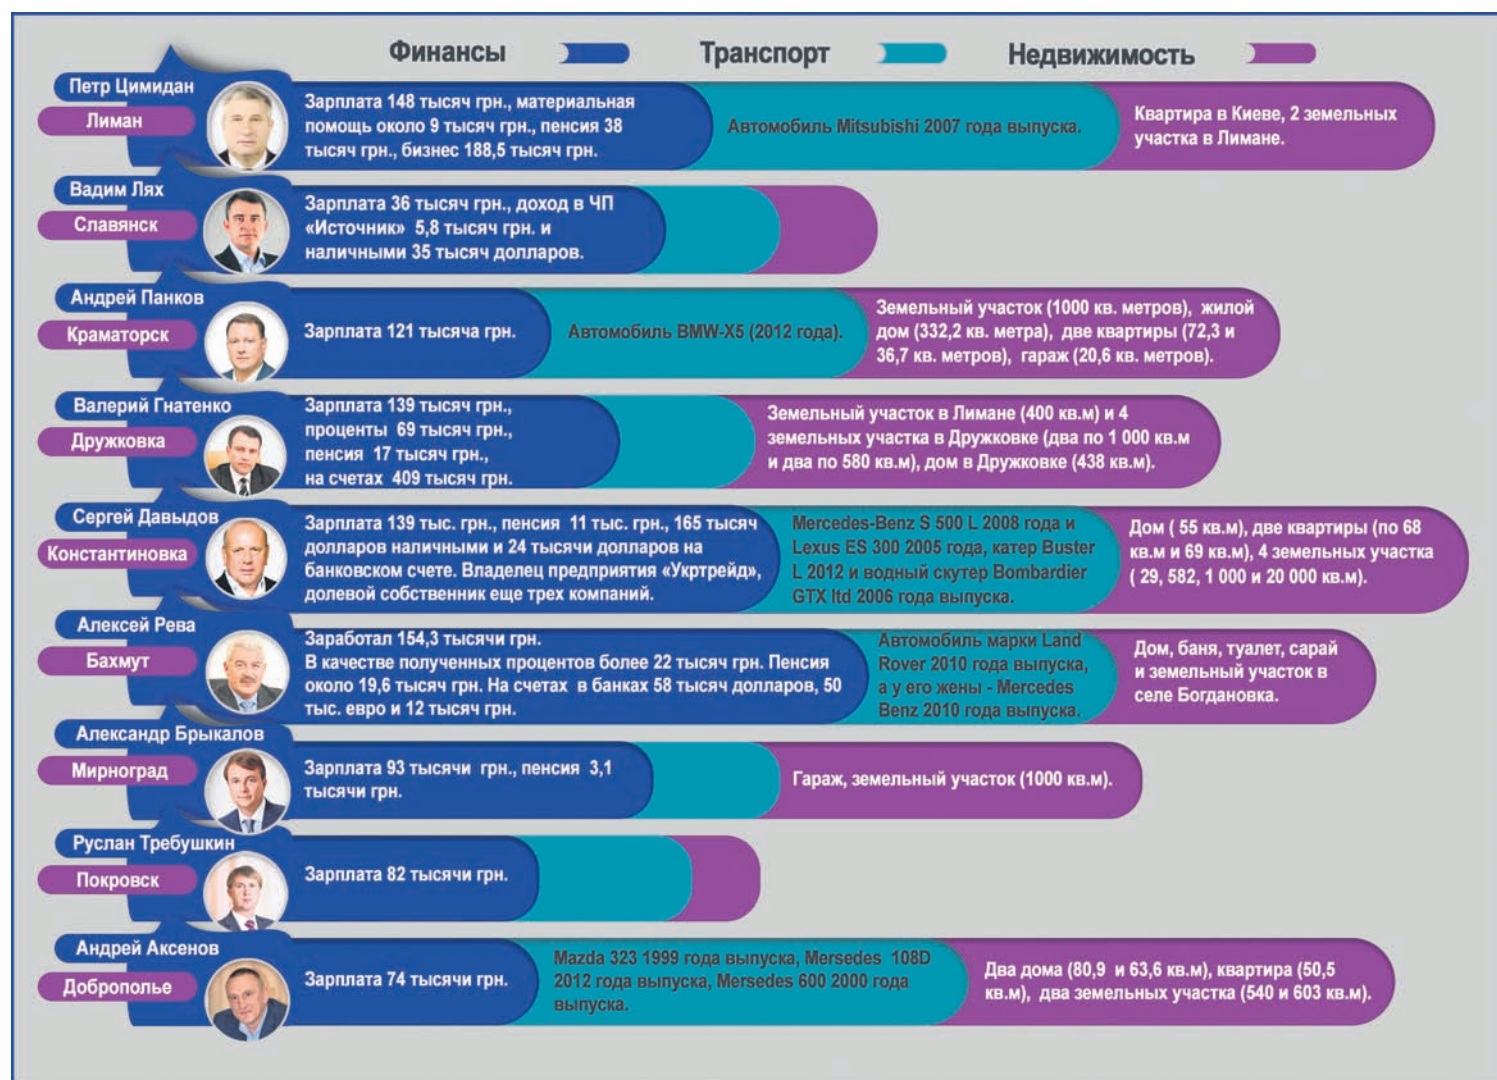 Финансы
Транспорт
Недвижимость
Петр Цимидан
Лиман
Зарплата 148 тысяч грн., материальная
помощь около 9 тысяч грн., пенсия 38
тысяч грн., бизнес 188,5 тысяч грн.
Автомобиль Mitsubishi 2007 года выпуска.
Квартира в Киеве, 2 земельных
участка в Лимане.
Вадим Лях
Славянск
Зарплата 36 тысяч грн., доход в ЧП
«Источник» 5,8 тысяч грн. и
наличными 35 тысяч долларов.
Андрей Панков
Краматорск
Зарплата 121 тысяча грн.
Автомобиль BMW-X5 (2012 года).
Земельный участок (1000 кв. метров), жилой
дом (332,2 кв. метра), две квартиры (72,3 и
36,7 кв. метров), гараж (20,6 кв. метров).
Валерий Гнатенко
Дружковка
Зарплата 139 тысяч грн.,
проценты 69 тысяч грн.,
пенсия 17 тысяч грн.,
на счетах 409 тысяч грн.
Земельный участок в Лимане (400 кв.м) и 4
земельных участка в Дружковке (два по 1 000 кв.м
и два по 580 кв.м), дом в Дружковке (438 кв.м).
Сергей Давыдов
Константиновка
Зарплата 139 тыс. грн., пенсия 11 тыс. грн., 165 тысяч
долларов наличными и 24 тысячи долларов на
банковском счете. Владелец предприятия «Укртрейд»,
долевой собственник еще трех компаний.
Mercedes-Benz S 500 L 2008 года и
Lexus ES 300 2005 года, катер Buster
L 2012 и водный скутер Bombardier
GTX ltd 2006 года выпуска.
Дом ( 55 кв.м), две квартиры (по 68
кв.м и 69 кв.м), 4 земельных участка
( 29, 582, 1 000 и 20 000 кв.м).
Алексей Рева
Бахмут
Заработал 154,3 тысячи грн.
В качестве полученных процентов более 22 тысяч грн. Пенсия
около 19,6 тысяч грн. На счетах в банках 58 тысяч долларов, 50
тыс. евро и 12 тысяч грн.
Автомобиль марки Land
Rover 2010 года выпуска,
а у его жены - Mercedes
Benz 2010 года выпуска.
Дом, баня, туалет, сарай
и земельный участок в
селе Богдановка.
Александр Брыкалов
Мирноград
Зарплата 93 тысячи грн., пенсия 3,1
тысячи грн.
Гараж, земельный участок (1000 кв.м).
Руслан Требушкин
Покровск
Зарплата 82 тысячи грн.
Андрей Аксенов
Доброполье
Зарплата 74 тысячи грн.
Mazda 323 1999 года выпуска, Mersedes 108D
2012 года выпуска, Mersedes 600 2000 года
выпуска.
Два дома (80,9 и 63,6 кв.м), квартира (50,5
кв.м), два земельных участка (540 и 603 кв.м).